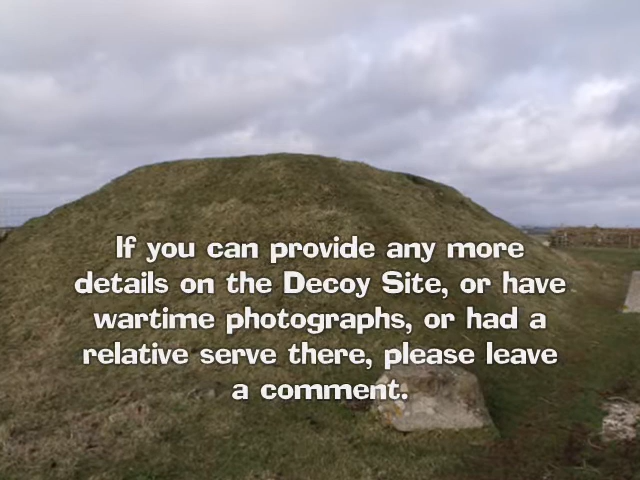 If you can provide any more
details on the Decoy Site, or have
wartime photographs, or had a
relative serve there, please leave
a comment.